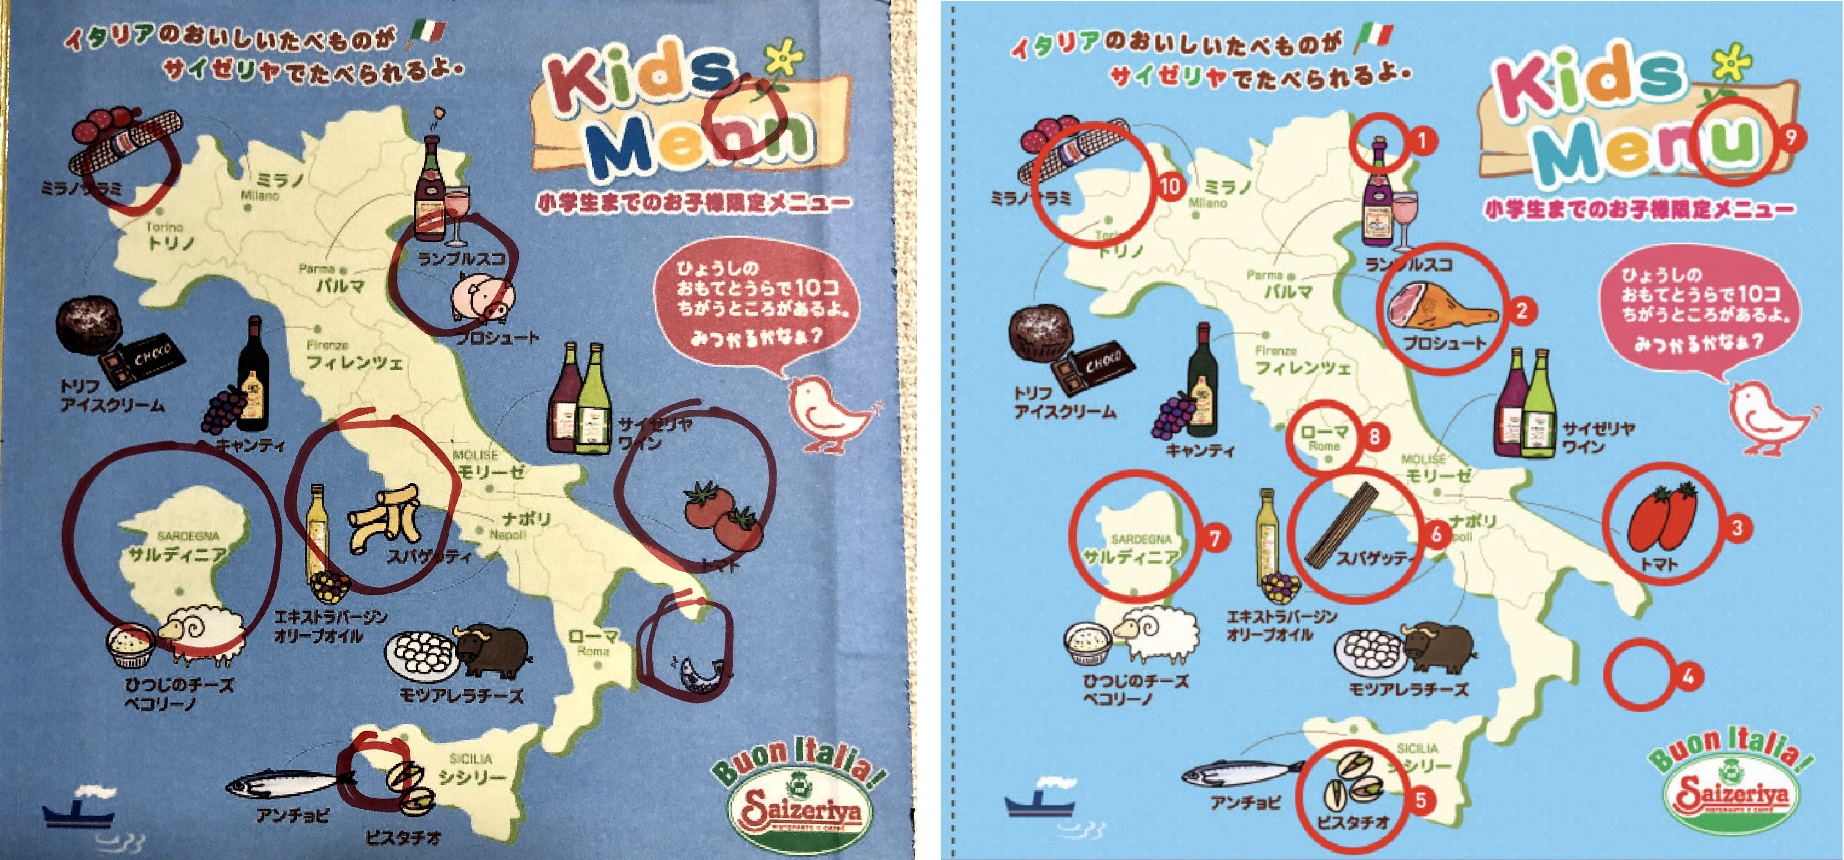 イタリアのおいしいたべものが
サイゼリヤでたべられるよ。
Kids
Menn
小学生までのお子様限定メニュー
ミラノサラミ
ミラノ
Milano
Torino
トリノ
ランブルスコ
Parma
パルマ
プロシュート
ひょうしの
おもてとうらで10コ
ちがうところがあるよ。
みつかるかなぁ?
Firenze
フィレンツェ
CHOCO
トリフ
アイスクリーム
キャンティ
サイゼリヤ
ワイン
MOLISE
モリーゼ
ナポリ
Napoli
SARDEGNA
サルディニア
スパゲッティ
トマト
エキストラバージン
オリーブオイル
ローマ
Roma
ひつじのチーズ
ペコリーノ
モツアレラチーズ
SICILIA
シシリー
アンチョビ
ピスタチオ
Buon Italia!
Saizeriya
RISTORANTE E CAFFÈ
イタリアのおいしいたべものが
サイゼリヤでたべられるよ。
Kids
Menu
9
小学生までのお子様限定メニュー
1
10
ミラノサラミ
ミラノ
Milano
Torino
トリノ
ランブルスコ
Parma
パルマ
2
プロシュート
ひょうしの
おもてとうらで10コ
ちがうところがあるよ。
みつかるかなぁ?
Firenze
フィレンツェ
CHOCO
トリフ
アイスクリーム
キャンティ
ローマ
Roma
8
サイゼリヤ
ワイン
MOLISE
モリーゼ
ナポリ
poli
SARDEGNA
サルディニア
7
スパゲッティ
6
トマト
3
エキストラバージン
オリーブオイル
ひつじのチーズ
ペコリーノ
モツアレラチーズ
4
SICILIA
シシリー
アンチョビ
ピスタチオ
5
Buon Italia!
Saizeriya
RISTORANTE E CAFFÈ